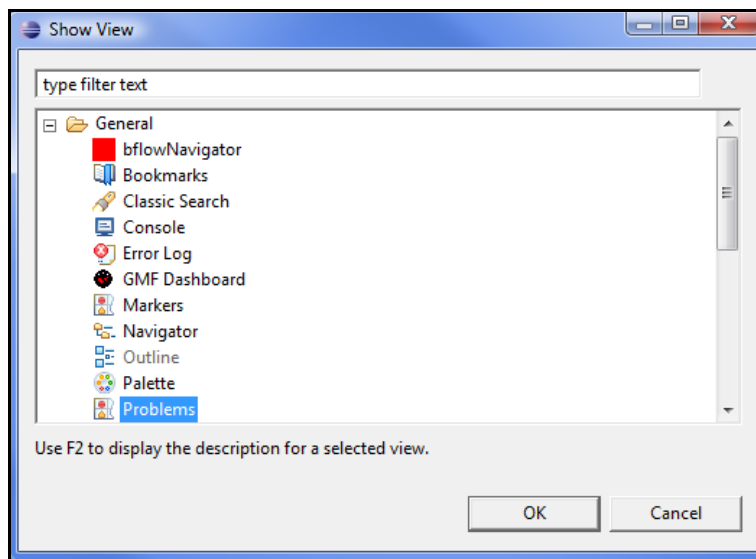 Show View
type filter text
General
bflowNavigator
Bookmarks
Classic Search
Console
Error Log
GMF Dashboard
Markers
Navigator
Outline
Palette
Problems
Use F2 to display the description for a selected view.
OK Cancel